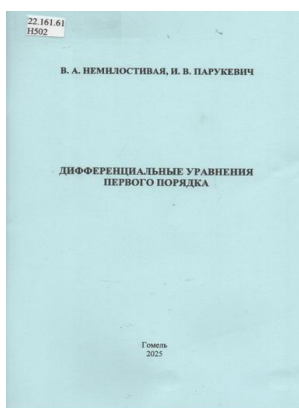 22.161.61
Н502
В. А. НЕМИЛОСТИВАЯ, И. В. ПАРУКЕВИЧ
ДИФФЕРЕНЦИАЛЬНЫЕ УРАВНЕНИЯ
ПЕРВОГО ПОРЯДКА
Гомель
2025